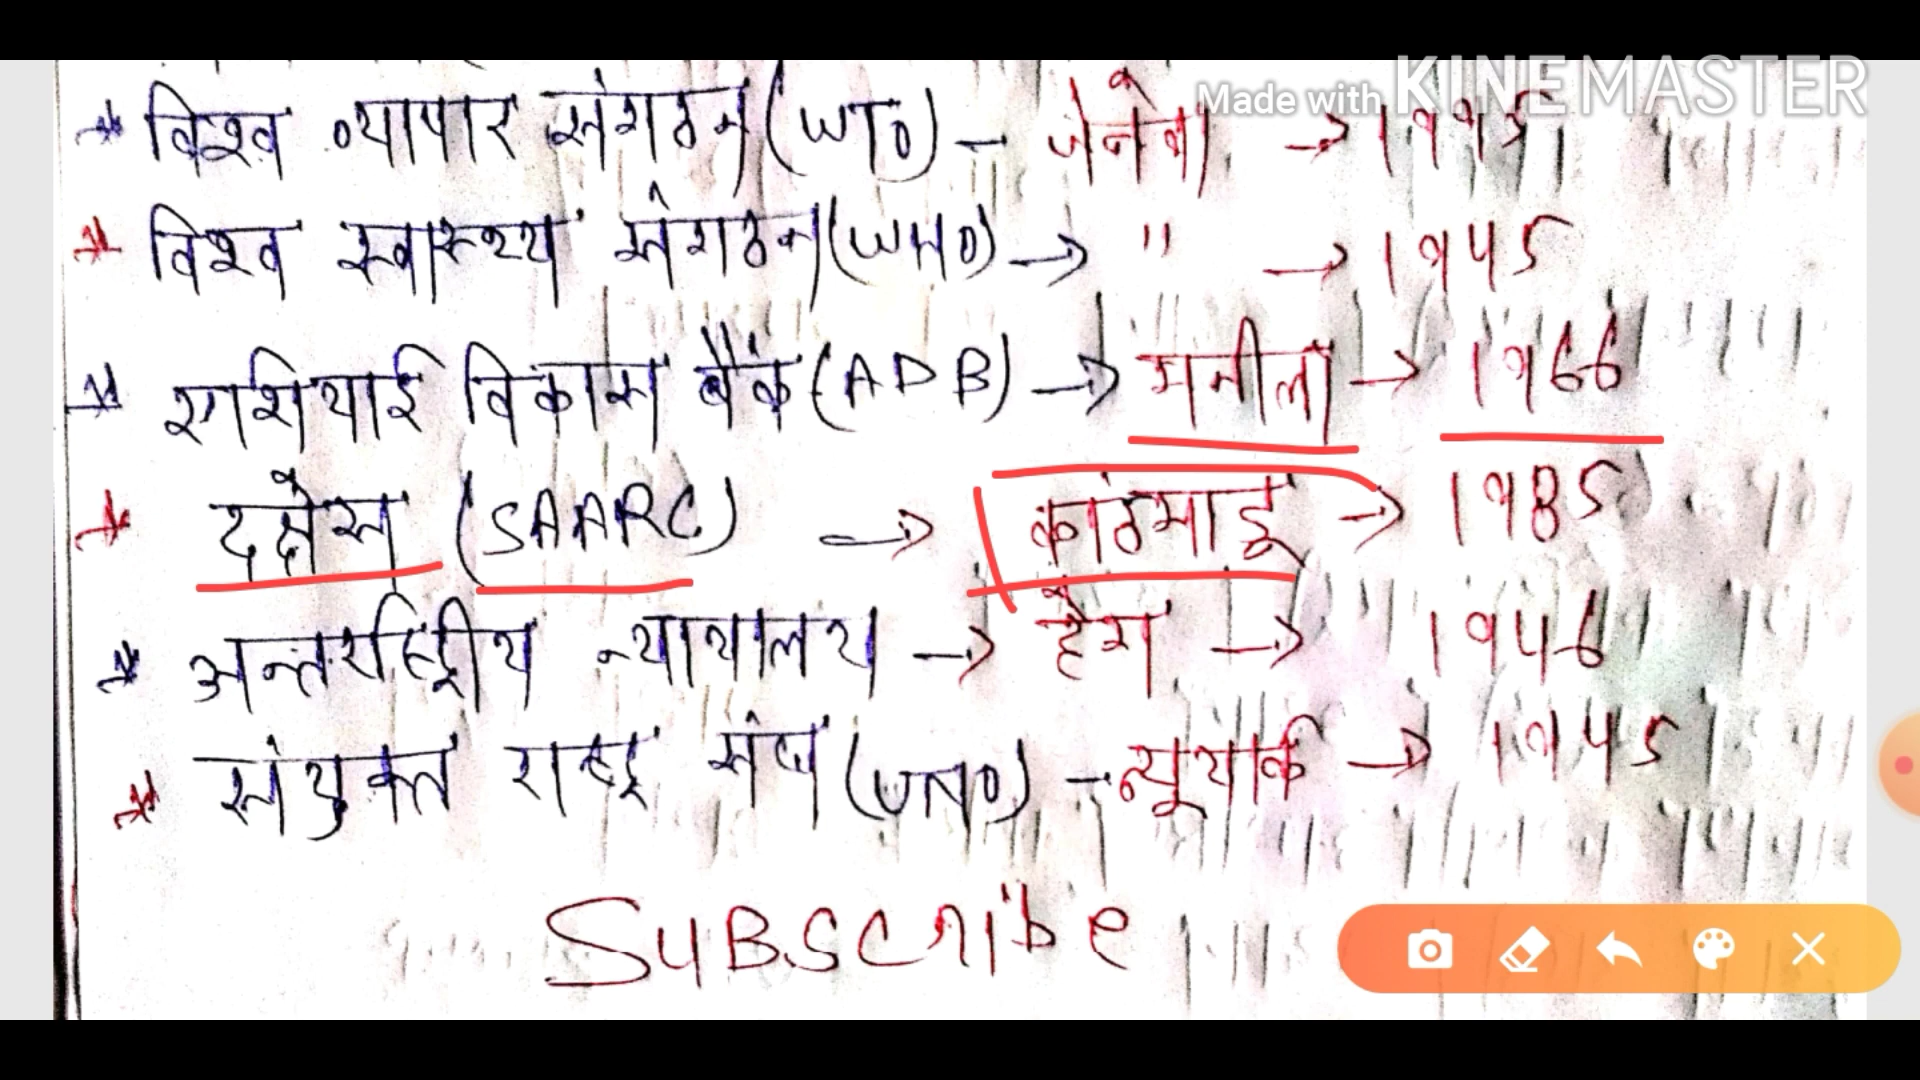 Made with KINEMASTER
विश्व व्यापार संगठन (WTO) - जेनेवा → 1995
विश्व स्वास्थ्य संगठन (WHO) → " → 1945
एशियाई विकास बैंक (ADB) → मनीला → 1966
दक्षेस (SAARC) → काठमाडू → 1985
अन्तर्राष्ट्रीय न्यायालय → हेग → 1946
संयुक्त राष्ट्र संघ (UNO) - न्यूयार्क → 1945
Subscribe